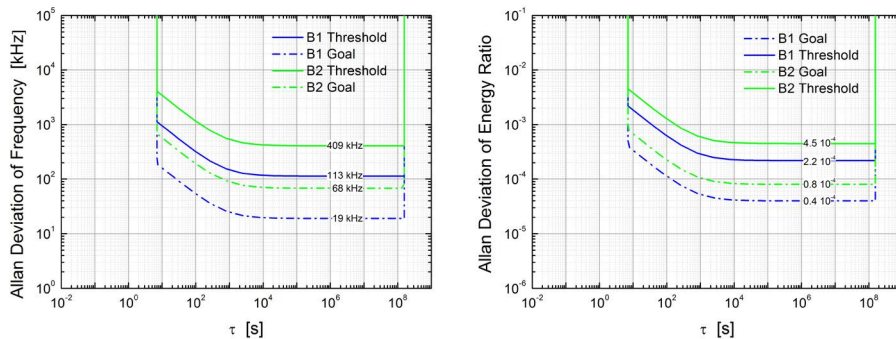 Allan Deviation of Frequency [kHz]
10^5
10^4
10^3
10^2
10^1
10^0
B1 Threshold
B1 Goal
B2 Threshold
B2 Goal
409 kHz
113 kHz
68 kHz
19 kHz
10^-2 10^0 10^2 10^4 10^6 10^8
τ [s]
Allan Deviation of Energy Ratio
10^-1
10^-2
10^-3
10^-4
10^-5
10^-6
B1 Goal
B1 Threshold
B2 Goal
B2 Threshold
4.5 10^-4
2.2 10^-4
0.8 10^-4
0.4 10^-4
10^-2 10^0 10^2 10^4 10^6 10^8
τ [s]